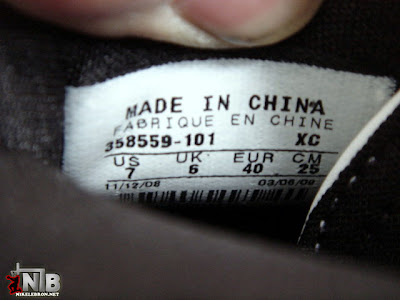 MADE IN CHINA
FABRIQUE EN CHINE
358559-101 XC
US UK EUR CM
7 6 40 25
11/12/08 03/06/09
NTB
NIKELEBRON.NET